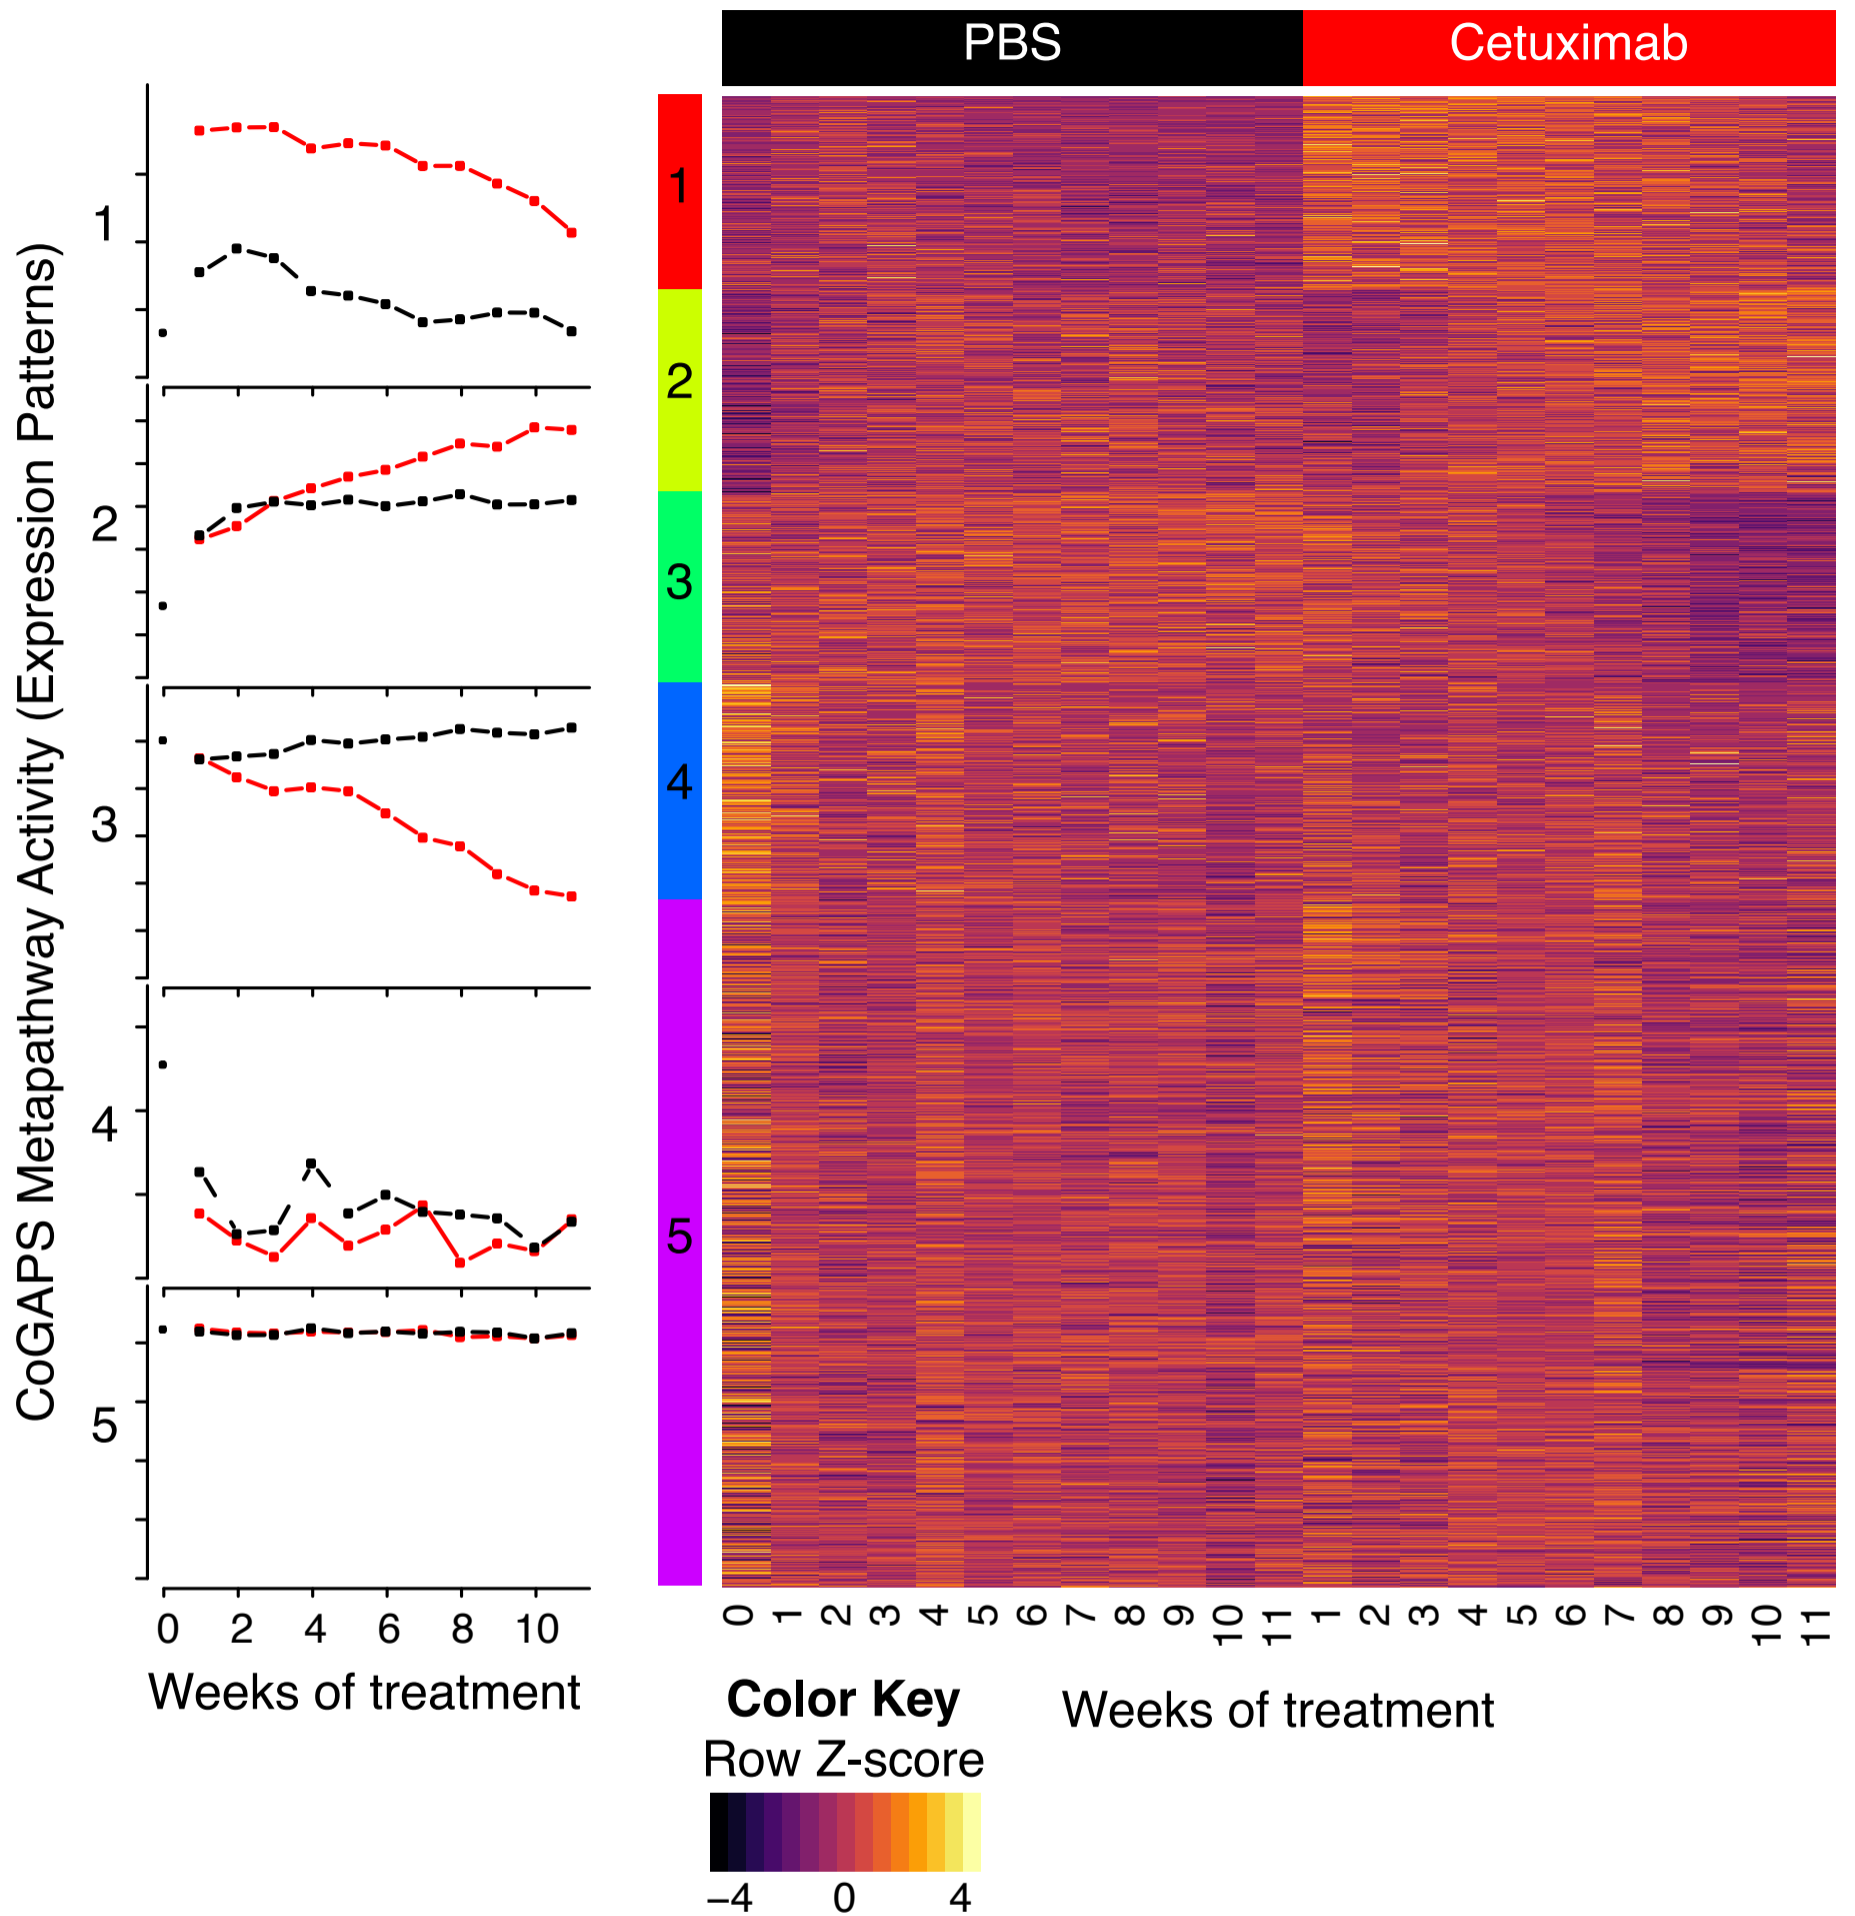 PBS
Cetuximab
CoGAPS Metapathway Activity (Expression Patterns)
1
2
3
4
5
1
2
3
4
5
0 2 4 6 8 10
Weeks of treatment
0 1 2 3 4 5 6 7 8 9 10 11 1 2 3 4 5 6 7 8 9 10 11
Weeks of treatment
Color Key
Row Z-score
−4 0 4